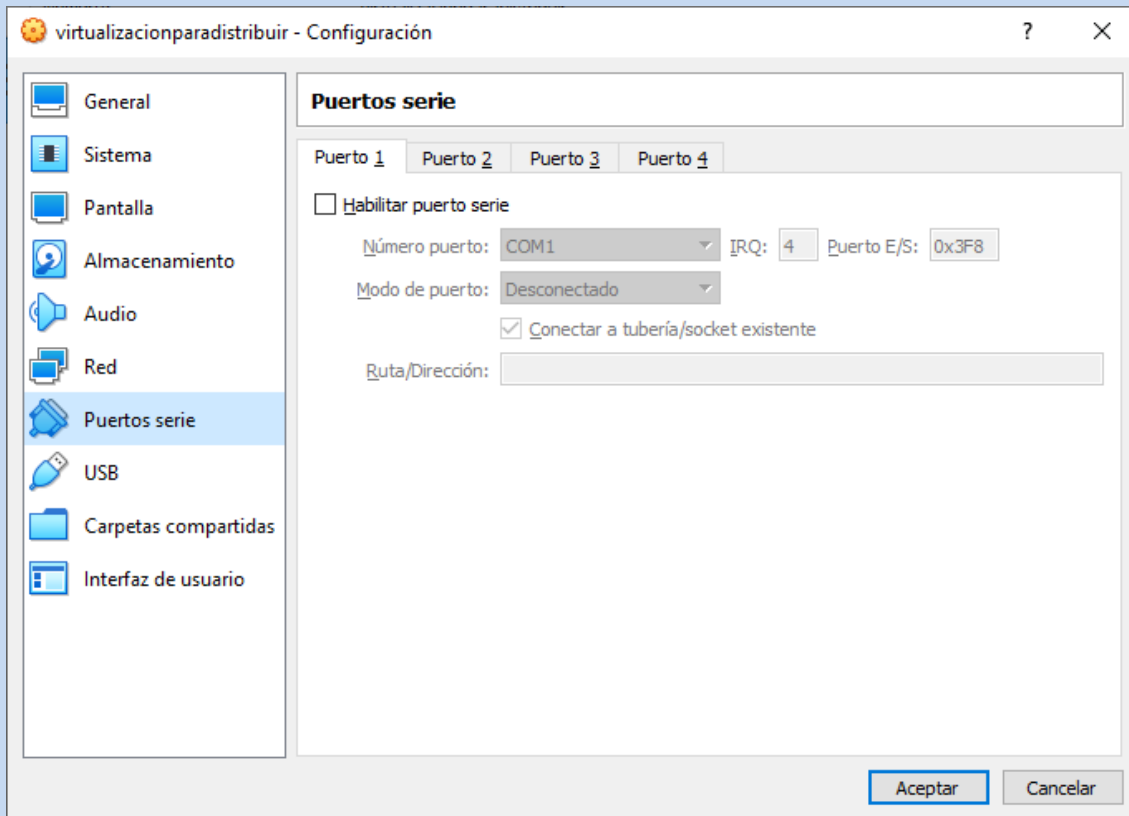 virtualizacionparadistribuir - Configuración
?
General
Sistema
Pantalla
Almacenamiento
Audio
Red
Puertos serie
USB
Carpetas compartidas
Interfaz de usuario
Puertos serie
Puerto 1 Puerto 2 Puerto 3 Puerto 4
Habilitar puerto serie
Número puerto: COM1 IRQ: 4 Puerto E/S: 0x3F8
Modo de puerto: Desconectado
Conectar a tubería/socket existente
Ruta/Dirección:
Aceptar Cancelar